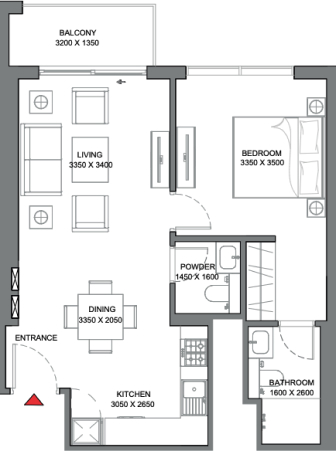 BALCONY
3200 X 1350
LIVING
3350 X 3400
BEDROOM
3350 X 3500
POWDER
1450 X 1600
DINING
3350 X 2050
ENTRANCE
KITCHEN
3050 X 2650
BATHROOM
1600 X 2600